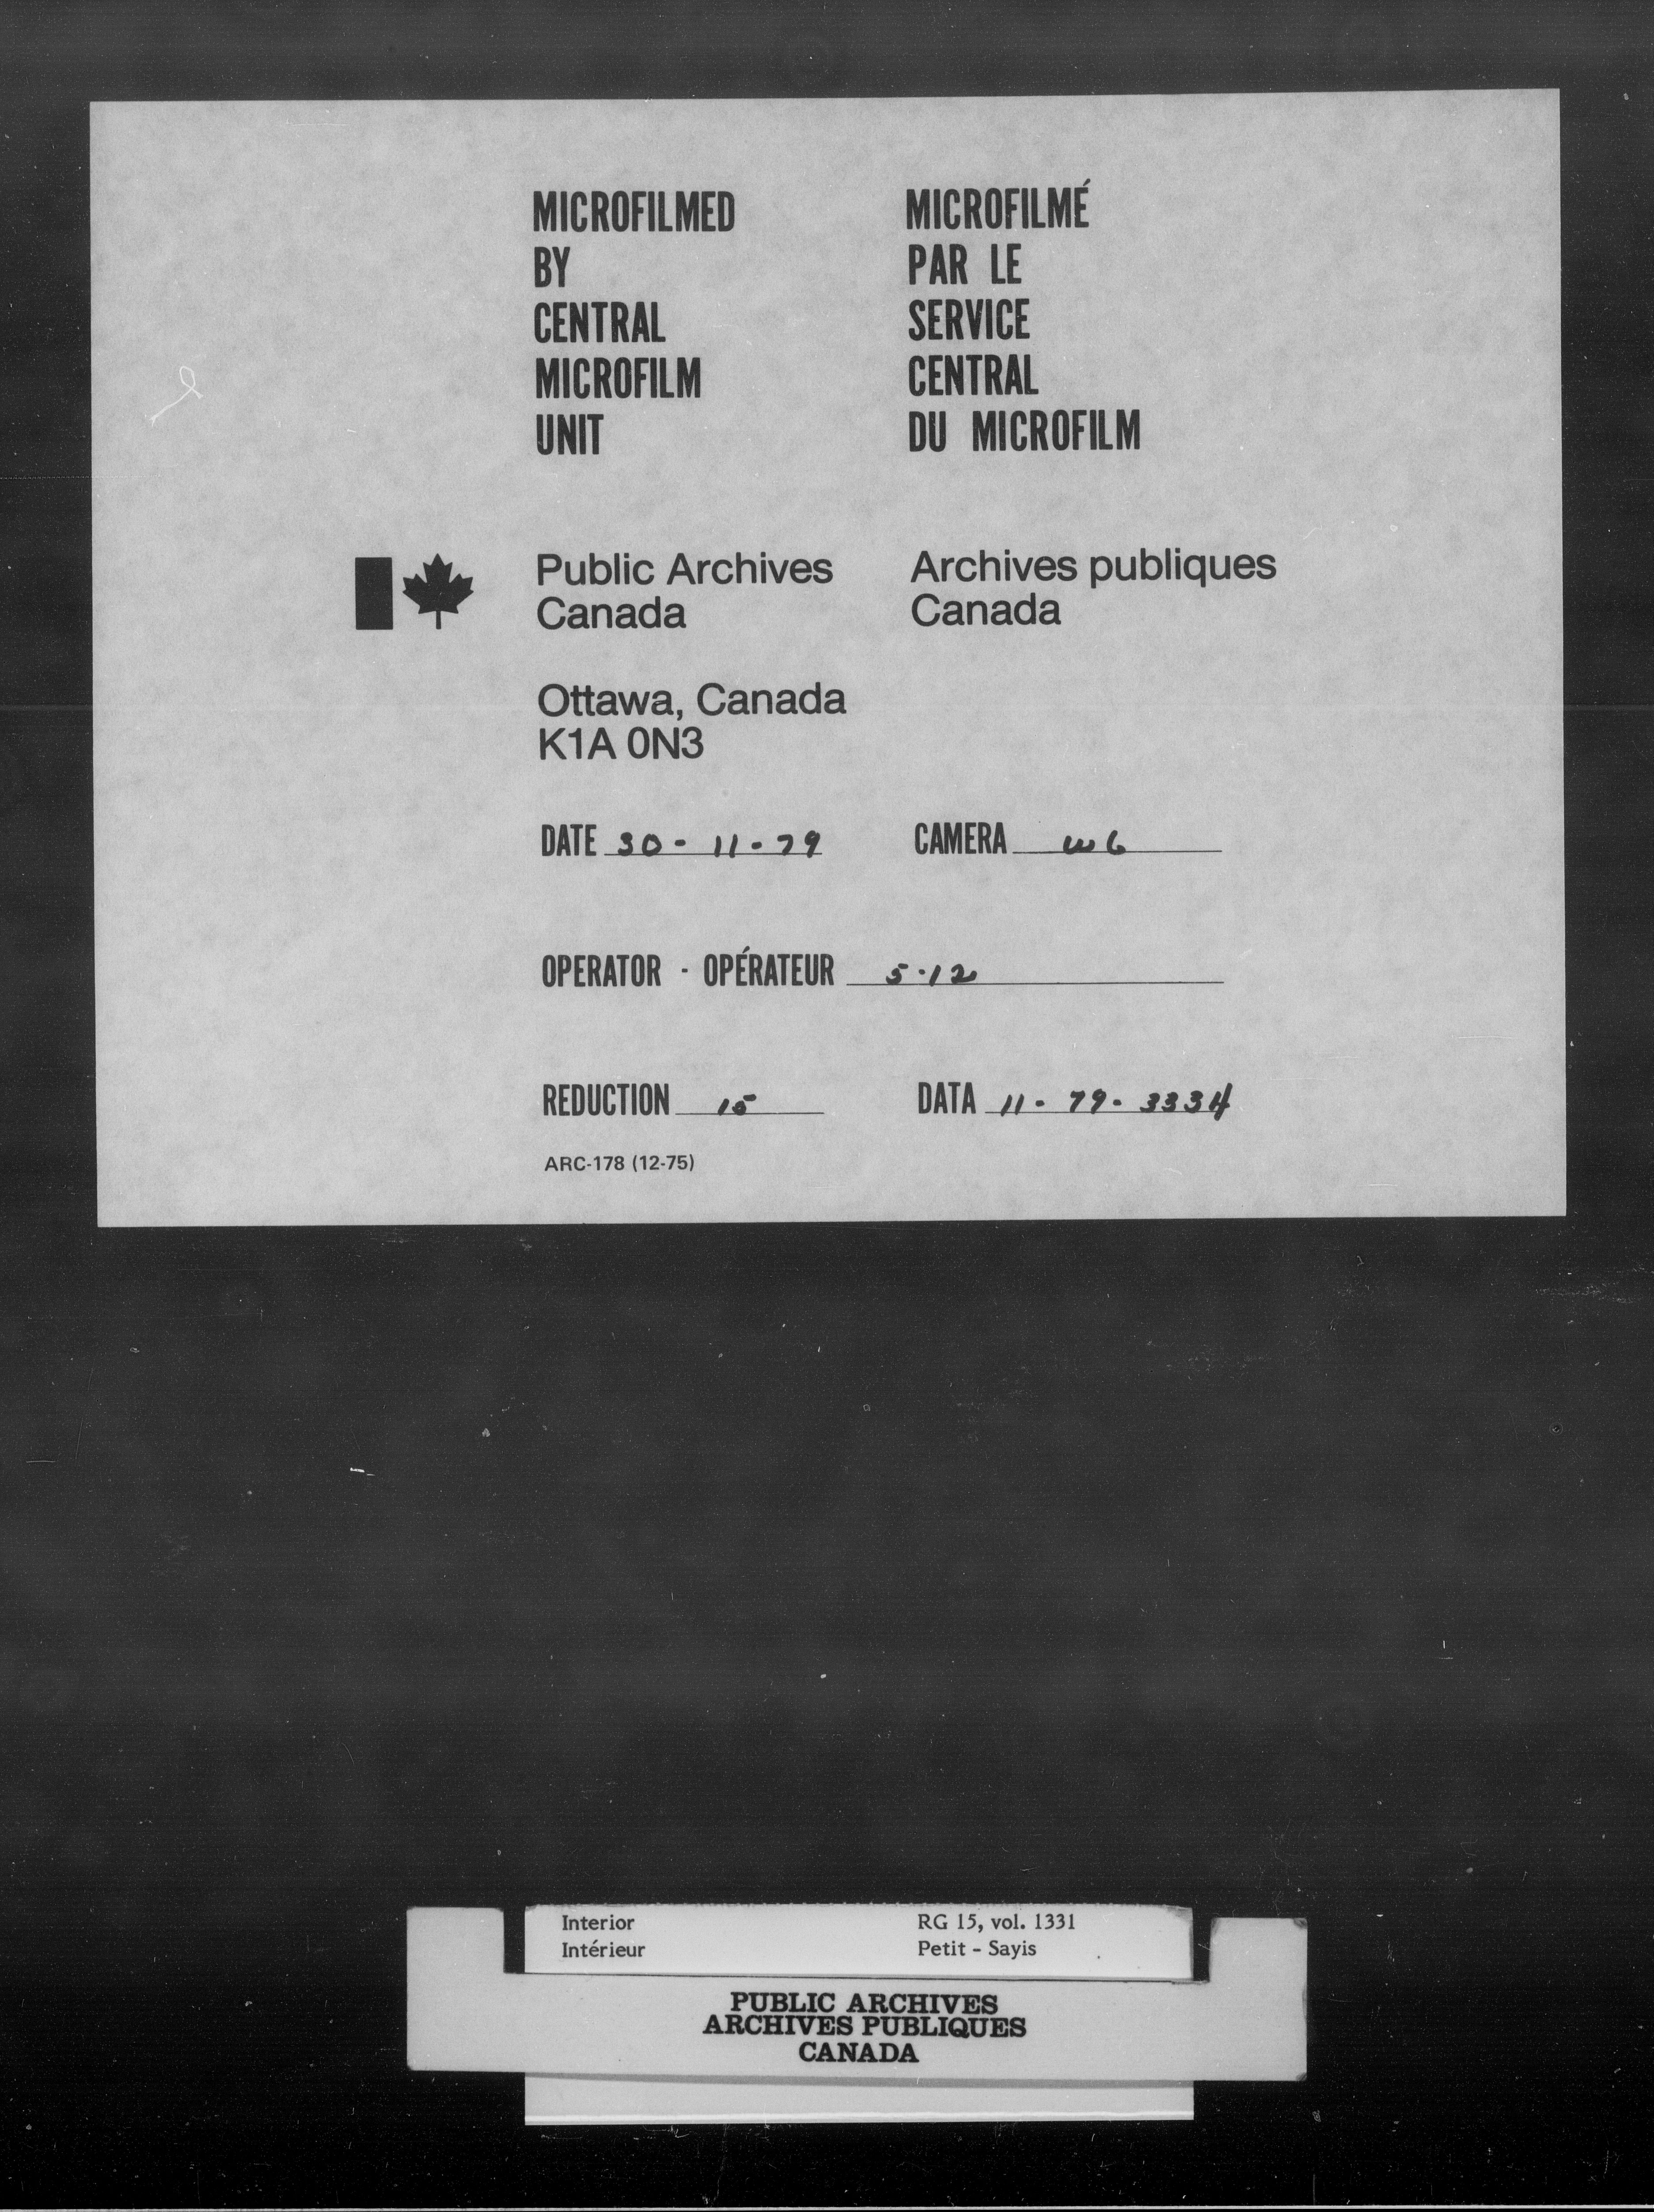 MICROFILMED
BY
CENTRAL
MICROFILM
UNIT
MICROFILMÉ
PAR LE
SERVICE
CENTRAL
DU MICROFILM
Public Archives
Canada
Archives publiques
Canada
Ottawa, Canada
K1A 0N3
DATE 30 - 11 - 79
CAMERA W6
OPERATOR - OPÉRATEUR 5-12
REDUCTION 15
DATA 11 - 79 - 3334
ARC-178 (12-75)
Interior
Intérieur
RG 15, vol. 1331
Petit - Sayis
PUBLIC ARCHIVES
ARCHIVES PUBLIQUES
CANADA